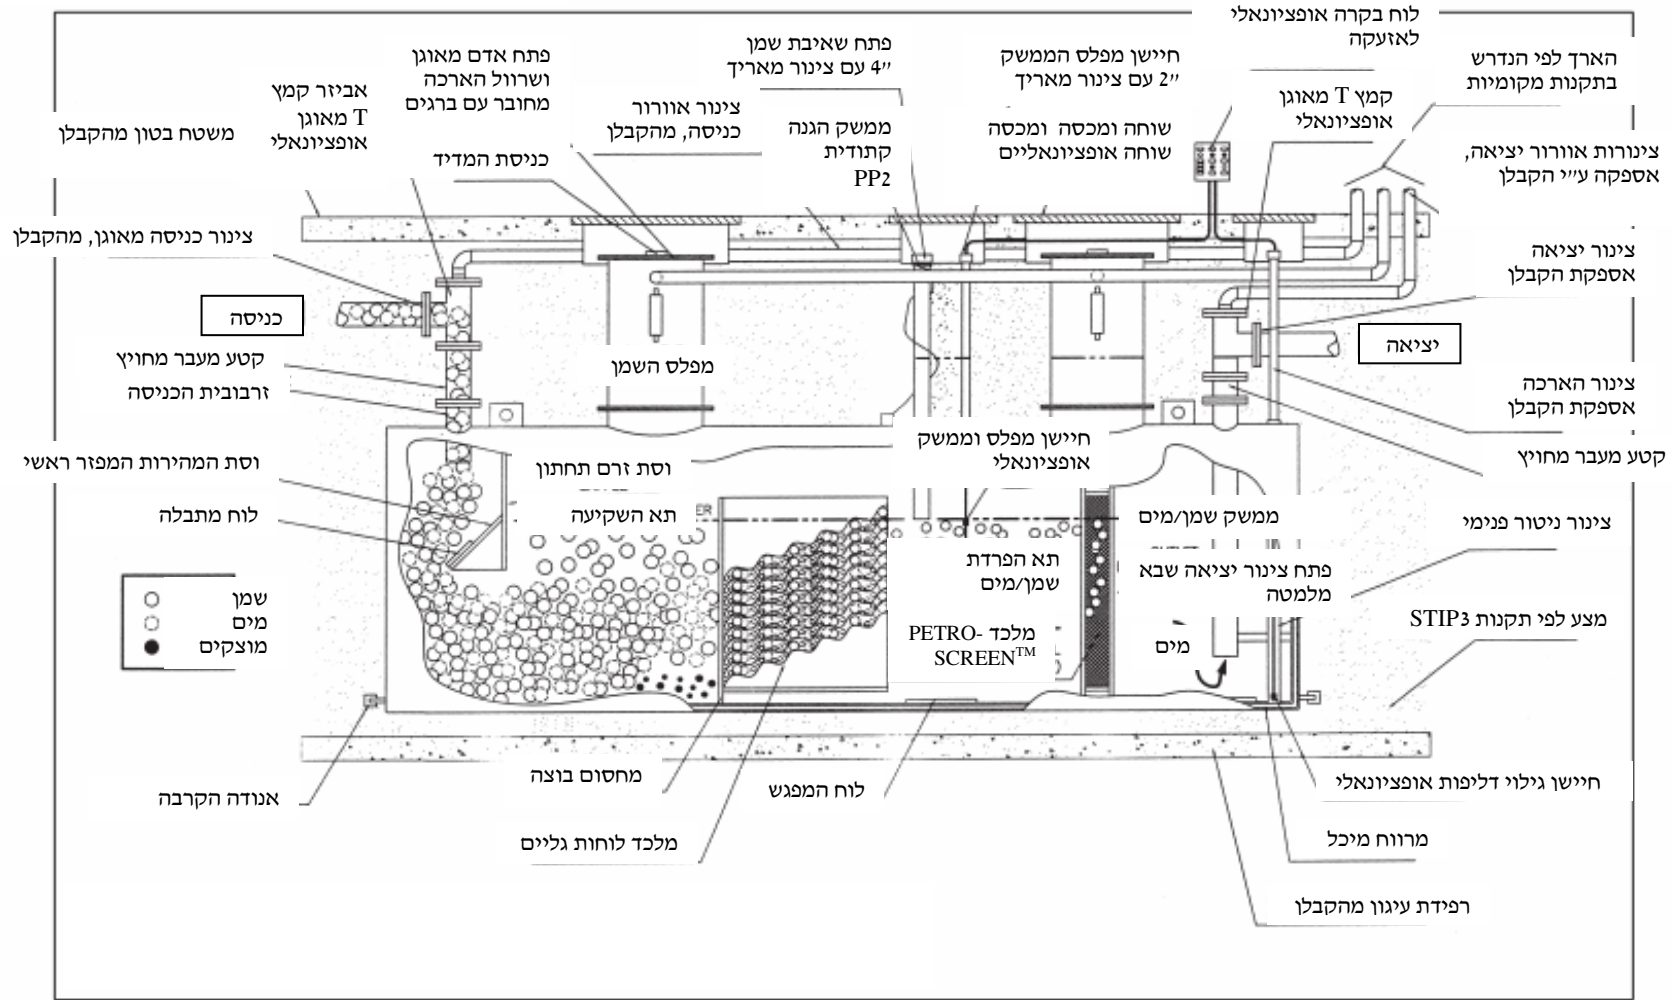 לוח בקרה אופציונאלי
לאזעקה
הארך לפי הנדרש
בתקנות מקומיות
חיישן מפלס הממשק
2״ עם צינור מאריך
פתח שאיבת שמן
4״ עם צינור מאריך
פתח אדם מאוגן
ושרוול הארכה
מחובר עם ברגים
אביזר קמץ
T מאוגן
אופציונאלי
משטח בטון מהקבלן
קמץ T מאוגן
אופציונאלי
צינור אוורור
כניסה, מהקבלן
ממשק הגנה
קתודית
PP2
שוחה ומכסה ומכסה
שוחה אופציונאליים
צינורות אוורור יציאה,
אספקה ע״י הקבלן
כניסת המדיד
צינור כניסה מאוגן, מהקבלן
צינור יציאה
אספקת הקבלן
כניסה
יציאה
קטע מעבר מחויץ
זרבובית הכניסה
מפלס השמן
צינור הארכה
אספקת הקבלן
קטע מעבר מחויץ
חיישן מפלס וממשק
אופציונאלי
וסת זרם תחתון
וסת המהירות המפזר ראשי
לוח מתבלה
תא השקיעה
ER
ממשק שמן/מים
צינור ניטור פנימי
תא הפרדת
שמן/מים
פתח צינור יציאה שבא
מלמטה
שמן
מים
מוצקים
מלכד PETRO-
SCREEN™
מים
מצע לפי תקנות STIP3
אנודה הקרבה
מחסום בוצה
לוח המפגש
חיישן גילוי דליפות אופציונאלי
מלכד לוחות גליים
מרווח מיכל
רפידת עיגון מהקבלן